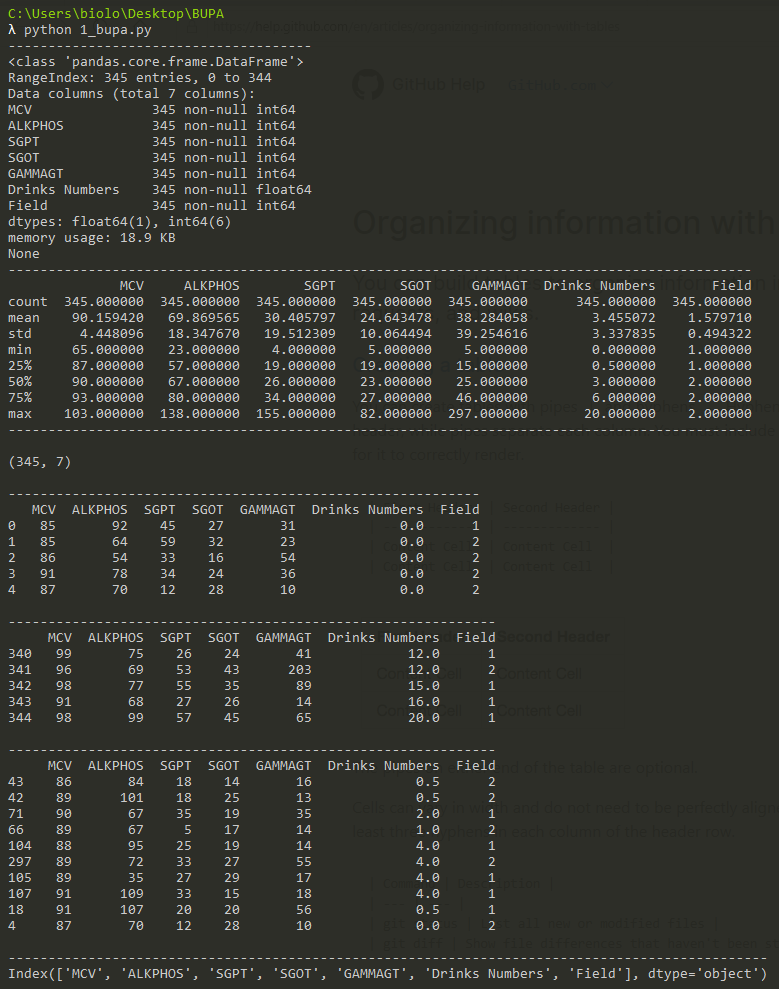 C:\Users\biolo\Desktop\BUPA
λ python 1_bupa.py
--------------------------------------
<class 'pandas.core.frame.DataFrame'>
RangeIndex: 345 entries, 0 to 344
Data columns (total 7 columns):
MCV               345 non-null int64
ALKPHOS           345 non-null int64
SGPT              345 non-null int64
SGOT              345 non-null int64
GAMMAGT           345 non-null int64
Drinks Numbers    345 non-null float64
Field             345 non-null int64
dtypes: float64(1), int64(6)
memory usage: 18.9 KB
None
---------------------------------------------------------------------------------------------
              MCV     ALKPHOS        SGPT        SGOT     GAMMAGT  Drinks Numbers       Field
count  345.000000  345.000000  345.000000  345.000000  345.000000      345.000000  345.000000
mean    90.159420   69.869565   30.405797   24.643478   38.284058        3.455072    1.579710
std      4.448096   18.347670   19.512309   10.064494   39.254616        3.337835    0.494322
min     65.000000   23.000000    4.000000    5.000000    5.000000        0.000000    1.000000
25%     87.000000   57.000000   19.000000   19.000000   15.000000        0.500000    1.000000
50%     90.000000   67.000000   26.000000   23.000000   25.000000        3.000000    2.000000
75%     93.000000   80.000000   34.000000   27.000000   46.000000        6.000000    2.000000
max    103.000000  138.000000  155.000000   82.000000  297.000000       20.000000    2.000000
---------------------------------------------------------------------------------------------
(345, 7)
-----------------------------------------------------------
   MCV  ALKPHOS  SGPT  SGOT  GAMMAGT  Drinks Numbers  Field
0   85       92    45    27       31             0.0      1
1   85       64    59    32       23             0.0      2
2   86       54    33    16       54             0.0      2
3   91       78    34    24       36             0.0      2
4   87       70    12    28       10             0.0      2
-------------------------------------------------------------
     MCV  ALKPHOS  SGPT  SGOT  GAMMAGT  Drinks Numbers  Field
340   99       75    26    24       41            12.0      1
341   96       69    53    43      203            12.0      2
342   98       77    55    35       89            15.0      1
343   91       68    27    26       14            16.0      1
344   98       99    57    45       65            20.0      1
-------------------------------------------------------------
     MCV  ALKPHOS  SGPT  SGOT  GAMMAGT  Drinks Numbers  Field
43    86       84    18    14       16             0.5      2
42    89      101    18    25       13             0.5      2
71    90       67    35    19       35             2.0      1
66    89       67     5    17       14             1.0      2
104   88       95    25    19       14             4.0      1
297   89       72    33    27       55             4.0      2
105   89       35    27    29       17             4.0      1
107   91      109    33    15       18             4.0      1
18    91      107    20    20       56             0.5      1
4     87       70    12    28       10             0.0      2
-----------------------------------------------------------------------------------------------
Index(['MCV', 'ALKPHOS', 'SGPT', 'SGOT', 'GAMMAGT', 'Drinks Numbers', 'Field'], dtype='object')
GitHub Help
Organizing information with
for it to correctly render
Second Header
Content Cell
Content Cell